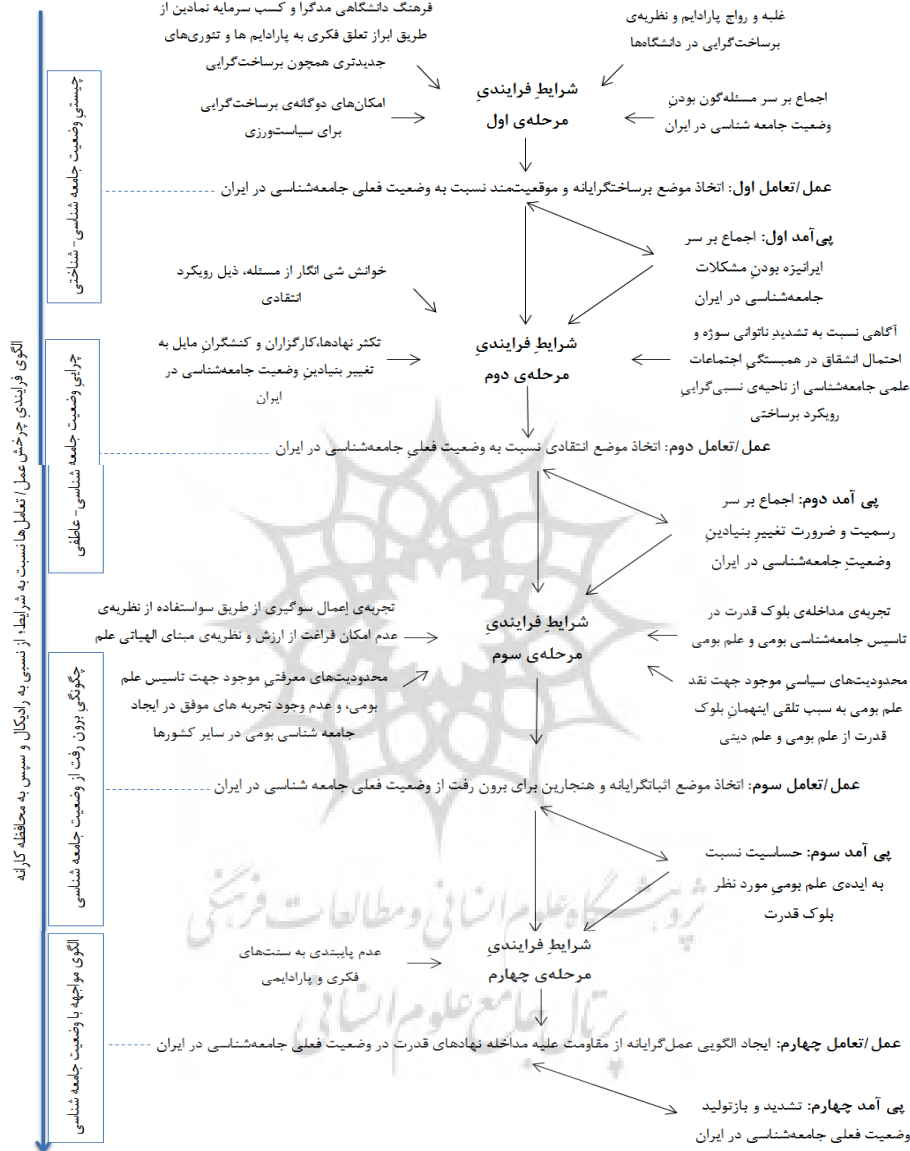 فرهنگ دانشگاهی مدگرا و کسب سرمایه نمادین از
طریق ابراز تعلق فکری به پارادایم ها و تئوری‌های
جدیدتری همچون برساخت‌گرایی
غلبه و رواج پارادایم و نظریه‌ی
برساخت‌گرایی در دانشگاه‌ها
شرایطِ فرایندیِ
مرحله‌ی اول
امکان‌های دوگانه‌ی برساخت‌گرایی
برای سیاست‌ورزی
اجماع بر سر مسئله‌گون بودنِ
وضعیت جامعه شناسی در ایران
عمل/تعامل اول: اتخاذ موضع برساختگرایانه و موقعیت‌مند نسبت به وضعیت فعلی جامعه‌شناسی در ایران
پی‌آمد اول: اجماع بر سر
ایرانیزه بودنِ مشکلات
جامعه‌شناسی در ایران
خوانش شی انگار از مسئله، ذیل رویکرد
انتقادی
شرایطِ فرایندیِ
مرحله‌ی دوم
تکثر نهادها،کارگزاران و کنشگرانِ مایل به
تغییر بنیادینِ وضعیت جامعه‌شناسی در
ایران
آگاهی نسبت به تشدیدِ ناتوانی سوژه و
احتمال انشقاق در همبستگیِ اجتماعات
علمی جامعه‌شناسی از ناحیه‌ی نسبی‌گراییِ
رویکرد برساختی
عمل/تعامل دوم: اتخاذ موضع انتقادی نسبت به وضعیت فعلیِ جامعه‌شناسی در ایران
پی آمد دوم: اجماع بر سر
رسمیت و ضرورت تغییرِ بنیادینِ
وضعیتِ جامعه‌شناسی در ایران
شرایطِ فرایندیِ
مرحله‌ی سوم
تجربه‌ی اِعمال سوگیری از طریق سواستفاده از نظریه‌ی
عدم امکان فراغت از ارزش و نظریه‌ی مبنای الهیاتی علم
محدودیت‌های معرفتیِ موجود جهت تاسیس علم
بومی، و عدم وجود تجربه های موفق در ایجاد
جامعه شناسی بومی در سایر کشورها
تجربه‌ی مداخله‌ی بلوک قدرت در
تاسیس جامعه‌شناسی بومی و علم بومی
محدودیت‌های سیاسیِ موجود جهت نقد
علم بومی به سبب تلقی اینهمانِ بلوک
قدرت از علم بومی و علم دینی
عمل/تعامل سوم: اتخاذ موضع اثباتگرایانه و هنجارین برای برون رفت از وضعیت فعلی جامعه شناسی در ایران
پی آمد سوم: حساسیت نسبت
به ایده‌ی علم بومیِ مورد نظر
بلوک قدرت
شرایطِ فرایندیِ
مرحله‌ی چهارم
عدم پایبندی به سنت‌های
فکری و پارادایمی
عمل/تعامل چهارم: ایجاد الگویی عمل‌گرایانه از مقاومت علیه مداخله نهادهای قدرت در وضعیت فعلی جامعه‌شناسی در ایران
پی آمد چهارم: تشدید و بازتولید
وضعیت فعلی جامعه‌شناسی در ایران
چیستیِ وضعیت جامعه شناسی- شناختی
چراییِ وضعیت جامعه شناسی- عاطفی
چگونگیِ برون رفت از وضعیت جامعه شناسی
الگوی مواجهه با وضعیت جامعه شناسی
الگوی فرایندیِ چرخش عمل/ تعامل‌ها نسبت به شرایط؛ از نسبی به رادیکال و سپس به محافظه کارانه
پژوهشگاه علوم انسانی و مطالعات فرهنگی
پرتال جامع علوم انسانی